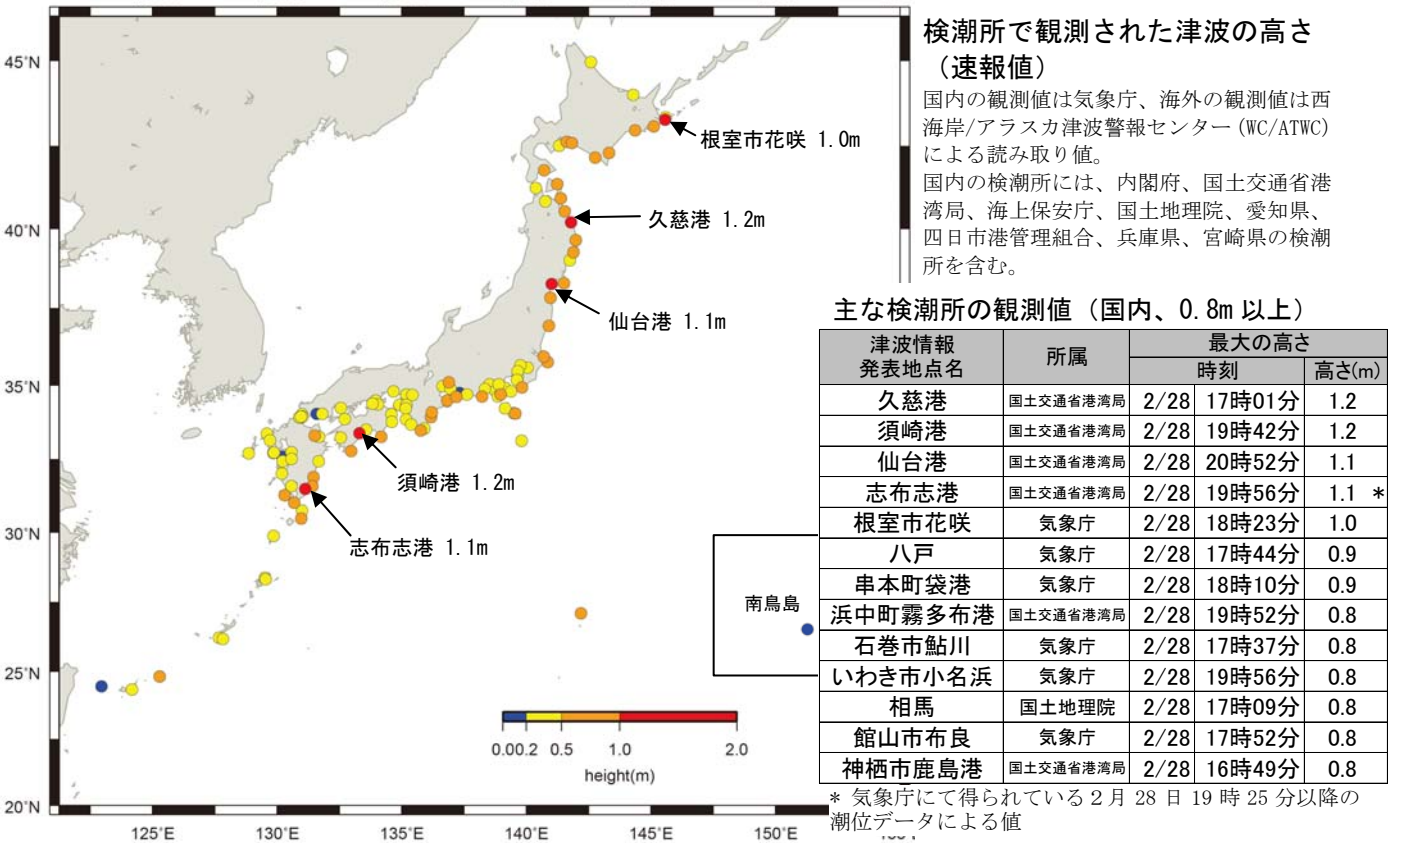 検潮所で観測された津波の高さ
（速報値）
国内の観測値は気象庁、海外の観測値は西
海岸/アラスカ津波警報センター(WC/ATWC)
による読み取り値。
国内の検潮所には、内閣府、国土交通省港
湾局、海上保安庁、国土地理院、愛知県、
四日市港管理組合、兵庫県、宮崎県の検潮
所を含む。
45°N
40°N
35°N
30°N
25°N
20°N
125°E
130°E
135°E
140°E
145°E
150°E
根室市花咲 1.0m
久慈港 1.2m
仙台港 1.1m
須崎港 1.2m
志布志港 1.1m
南鳥島
0.0 0.2 0.5 1.0 2.0
height(m)
主な検潮所の観測値（国内、0.8m以上）
津波情報 発表地点名 所属 最大の高さ
時刻 高さ(m)
久慈港 国土交通省港湾局 2/28 17時01分 1.2
須崎港 国土交通省港湾局 2/28 19時42分 1.2
仙台港 国土交通省港湾局 2/28 20時52分 1.1
志布志港 国土交通省港湾局 2/28 19時56分 1.1 *
根室市花咲 気象庁 2/28 18時23分 1.0
八戸 気象庁 2/28 17時44分 0.9
串本町袋港 気象庁 2/28 18時10分 0.9
浜中町霧多布港 国土交通省港湾局 2/28 19時52分 0.8
石巻市鮎川 気象庁 2/28 17時37分 0.8
いわき市小名浜 気象庁 2/28 19時56分 0.8
相馬 国土地理院 2/28 17時09分 0.8
館山市布良 気象庁 2/28 17時52分 0.8
神栖市鹿島港 国土交通省港湾局 2/28 16時49分 0.8
* 気象庁にて得られている２月 28 日 19 時 25 分以降の
潮位データによる値